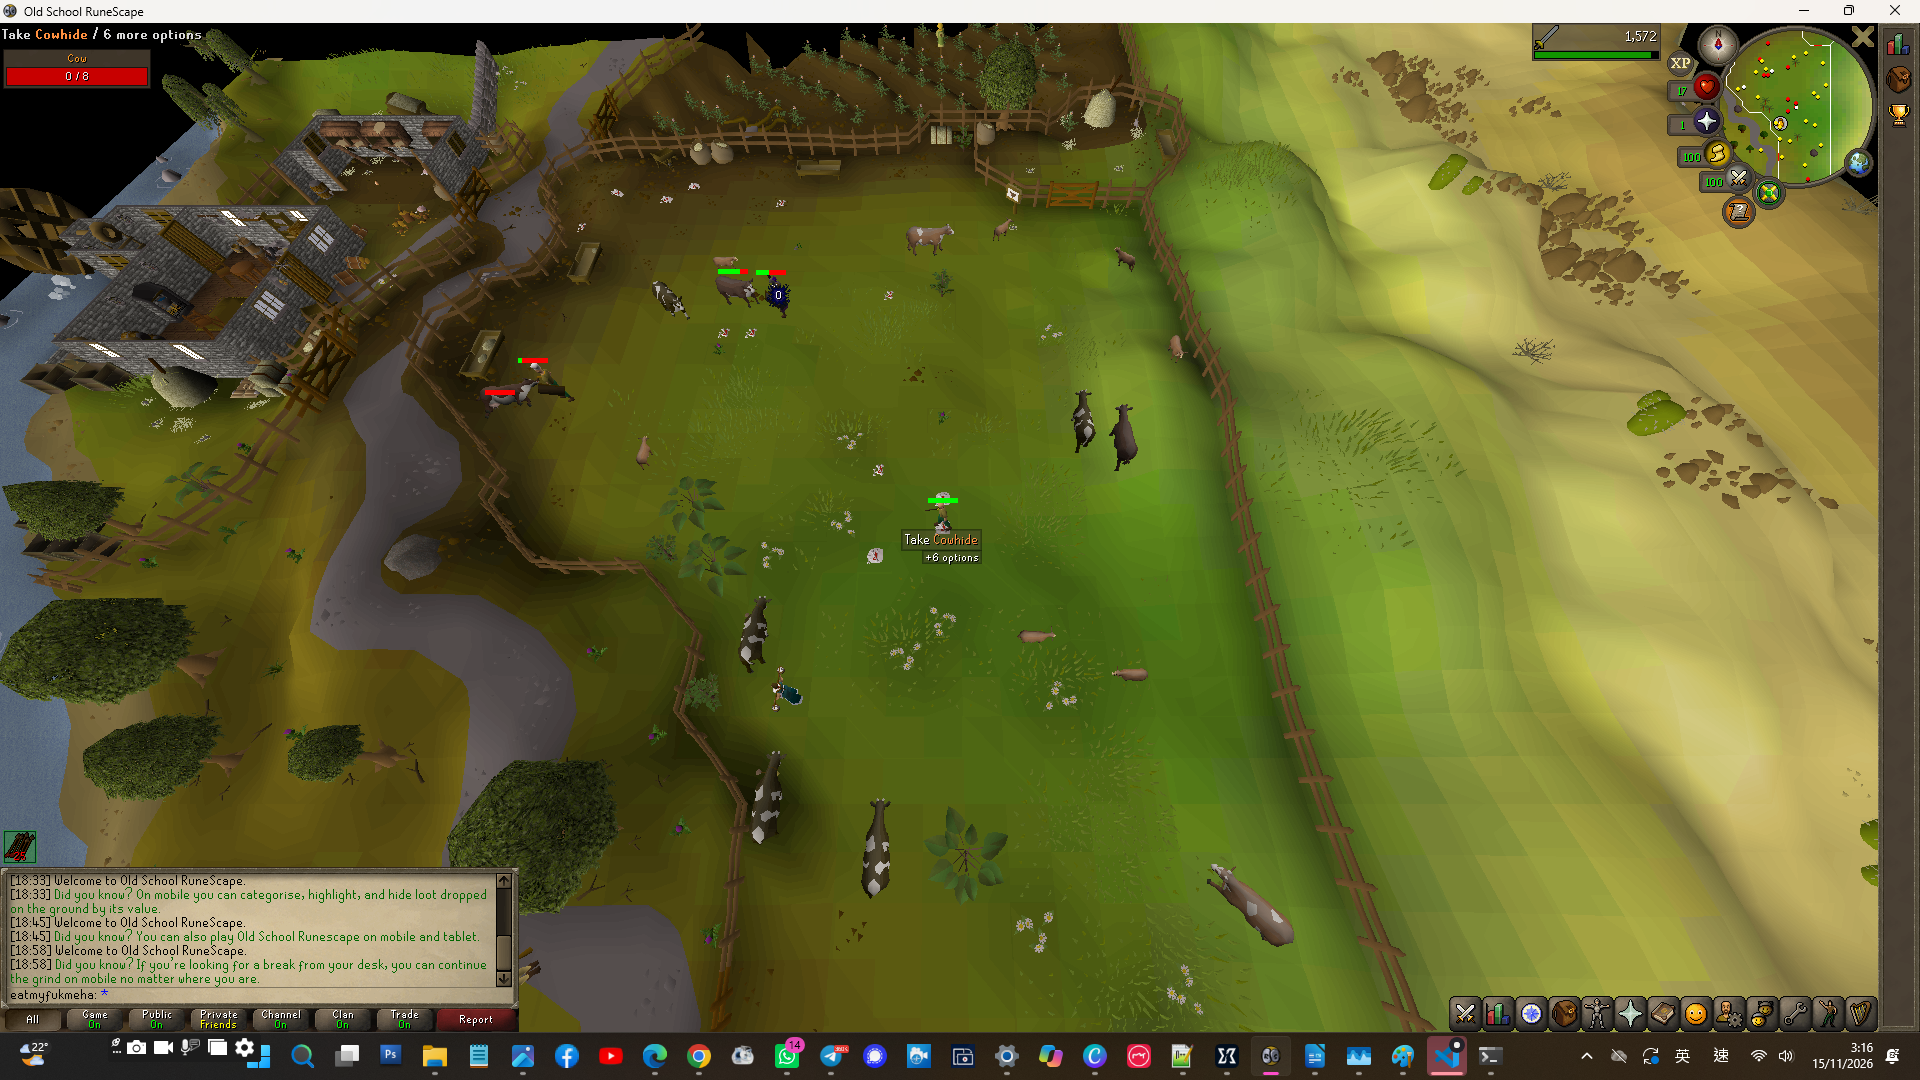 Old School RuneScape
Take Cowhide / 6 more options
Cow
0 / 8
1,572
XP
N
17
1
100
100
0
Take Cowhide
+6 options
[18:33] Welcome to Old School RuneScape.
[18:33] Did you know? On mobile you can categorise, highlight, and hide loot dropped
on the ground by its value.
[18:45] Welcome to Old School RuneScape.
[18:45] Did you know? You can also play Old School Runescape on mobile and tablet.
[18:58] Welcome to Old School RuneScape.
[18:58] Did you know? If you're looking for a break from your desk, you can continue
the grind on mobile no matter where you are.
eatmyfukmeha: *
All
Game
On
Public
On
Private
Friends
Channel
On
Clan
On
Trade
On
Report
22°
Ps
14
英
速
3:16
15/11/2026